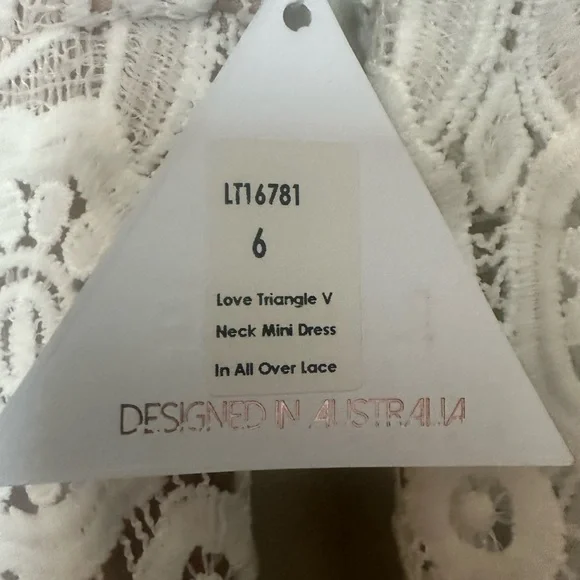 LT16781
6
Love Triangle V
Neck Mini Dress
In All Over Lace
DESIGNED IN AUSTRALIA